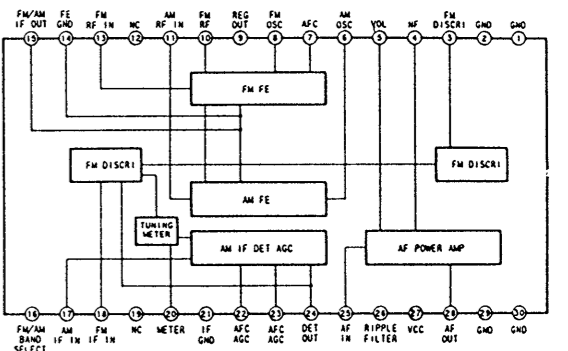 FM/AM IF OUT
FE GND
FM RF IN
NC
AM RF IN
FM RF
REG OUT
FM OSC
AFC
AM OSC
VOL
NF
FM DISCRI
GND
GND
15 14 13 12 11 10 9 8 7 6 5 4 3 2 1
FM FE
FM DISCRI
FM DISCRI
AM FE
TUNING METER
AM IF DET AGC
AF POWER AMP
16 17 18 19 20 21 22 23 24 25 26 27 28 29 30
FM/AM BAND SELECT
AM IF IN
FM IF IN
NC
METER
IF GND
AFC AGC
AFC AGC
DET OUT
AF IN
RIPPLE FILTER
VCC
AF OUT
GND
GND